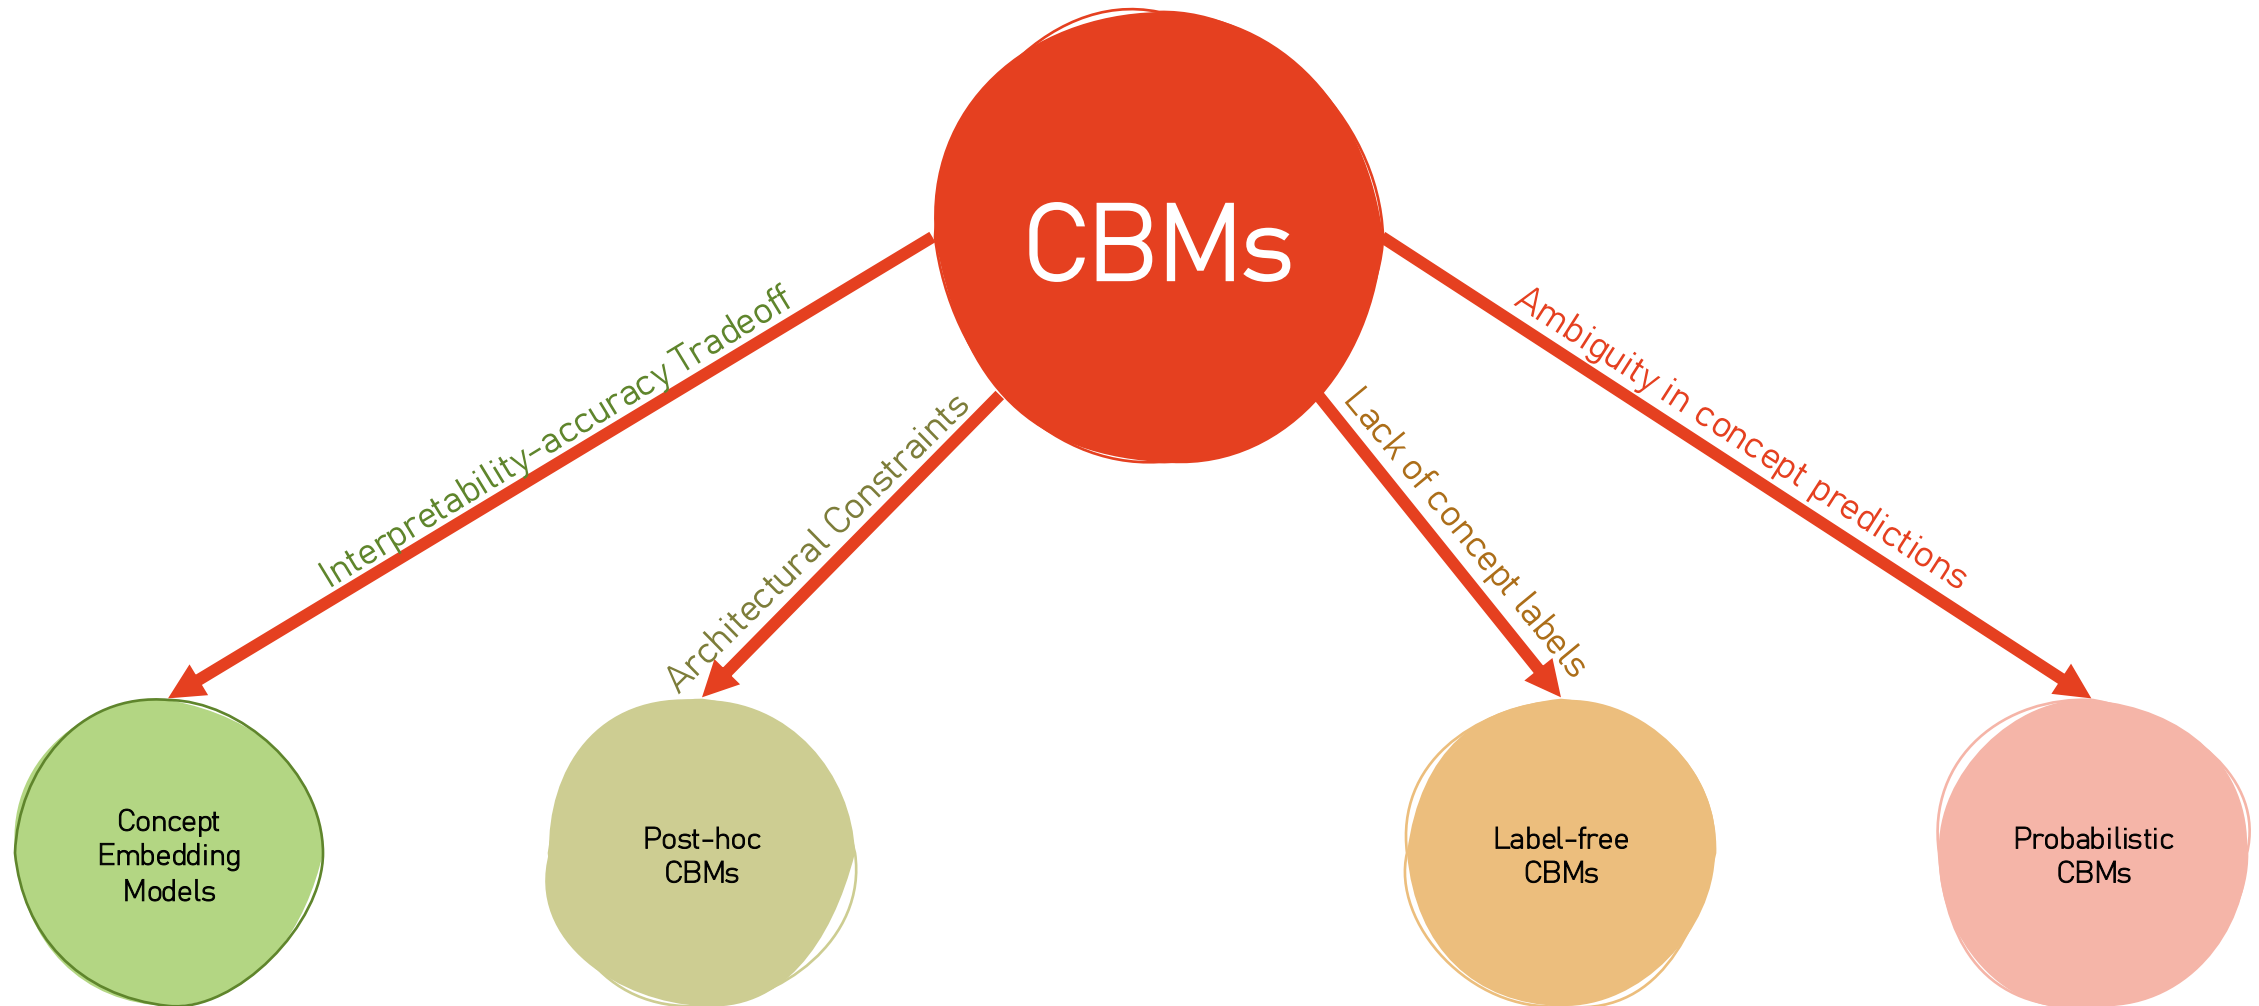 CBMs
Interpretability-accuracy Tradeoff
Architectural Constraints
Lack of concept labels
Ambiguity in concept predictions
Concept
Embedding
Models
Post-hoc
CBMs
Label-free
CBMs
Probabilistic
CBMs